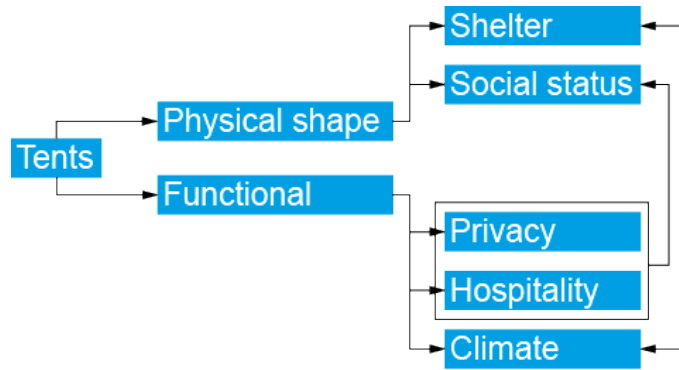 Shelter
Social status
Physical shape
Tents
Functional
Privacy
Hospitality
Climate